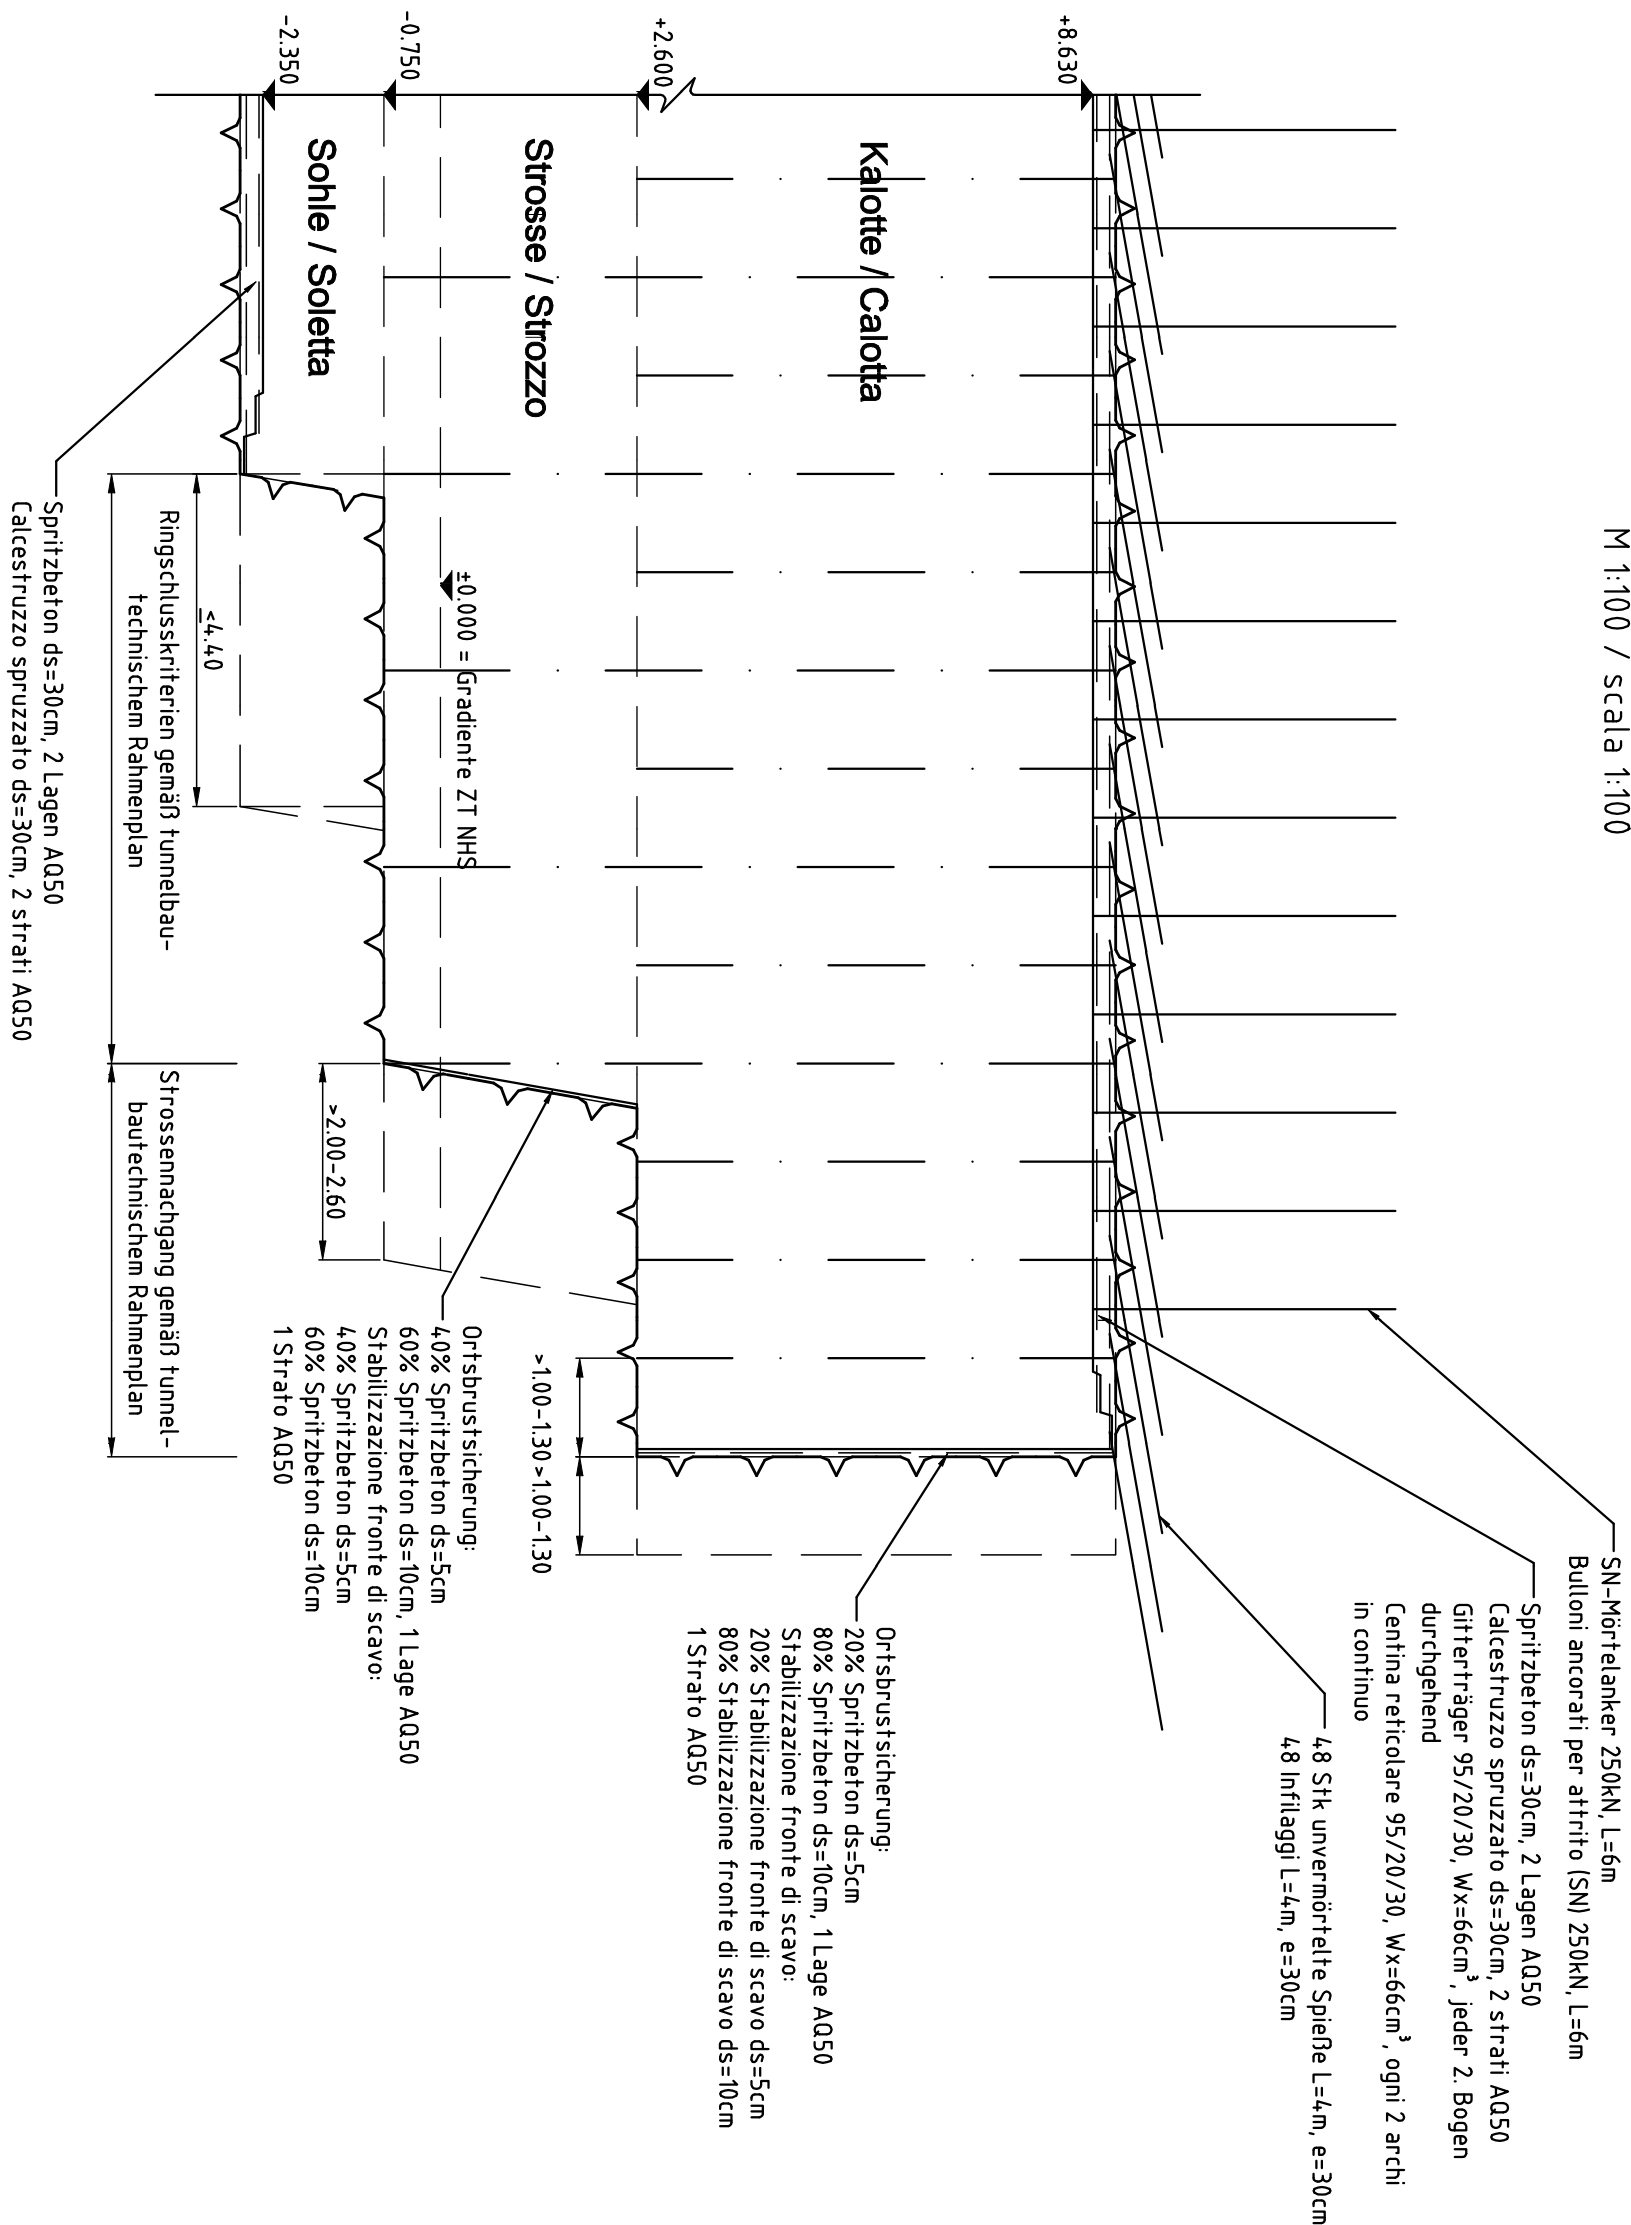 M 1:100 / scala 1:100
SN-Mörtelanker 250kN, L=6m
Bulloni ancorati per attrito (SN) 250kN, L=6m
Spritzbeton ds=30cm, 2 Lagen AQ50
Calcestruzzo spruzzato ds=30cm, 2 strati AQ50
Gitterträger 95/20/30, Wx=66cm³, jeder 2. Bogen
durchgehend
Centina reticolare 95/20/30, Wx=66cm³, ogni 2 archi
in continuo
48 Stk unvermörtelte Spieße L=4m, e=30cm
48 Infilaggi L=4m, e=30cm
+8.630
Kalotte / Calotta
Ortsbrustsicherung:
20% Spritzbeton ds=5cm
80% Spritzbeton ds=10cm, 1 Lage AQ50
Stabilizzazione fronte di scavo:
20% Stabilizzazione fronte di scavo ds=5cm
80% Stabilizzazione fronte di scavo ds=10cm
1 Strato AQ50
+2.600
Strosse / Strozzo
>1.00-1.30
>1.00-1.30
±0.000 = Gradiente ZT NHS
Ortsbrustsicherung:
40% Spritzbeton ds=5cm
60% Spritzbeton ds=10cm, 1 Lage AQ50
Stabilizzazione fronte di scavo:
40% Spritzbeton ds=5cm
60% Spritzbeton ds=10cm
1 Strato AQ50
-0.750
Sohle / Soletta
>2.00-2.60
-2.350
≤4.40
Ringschlusskriterien gemäß tunnelbau-
technischem Rahmenplan
Strossennachgang gemäß tunnel-
bautechnischem Rahmenplan
Spritzbeton ds=30cm, 2 Lagen AQ50
Calcestruzzo spruzzato ds=30cm, 2 strati AQ50